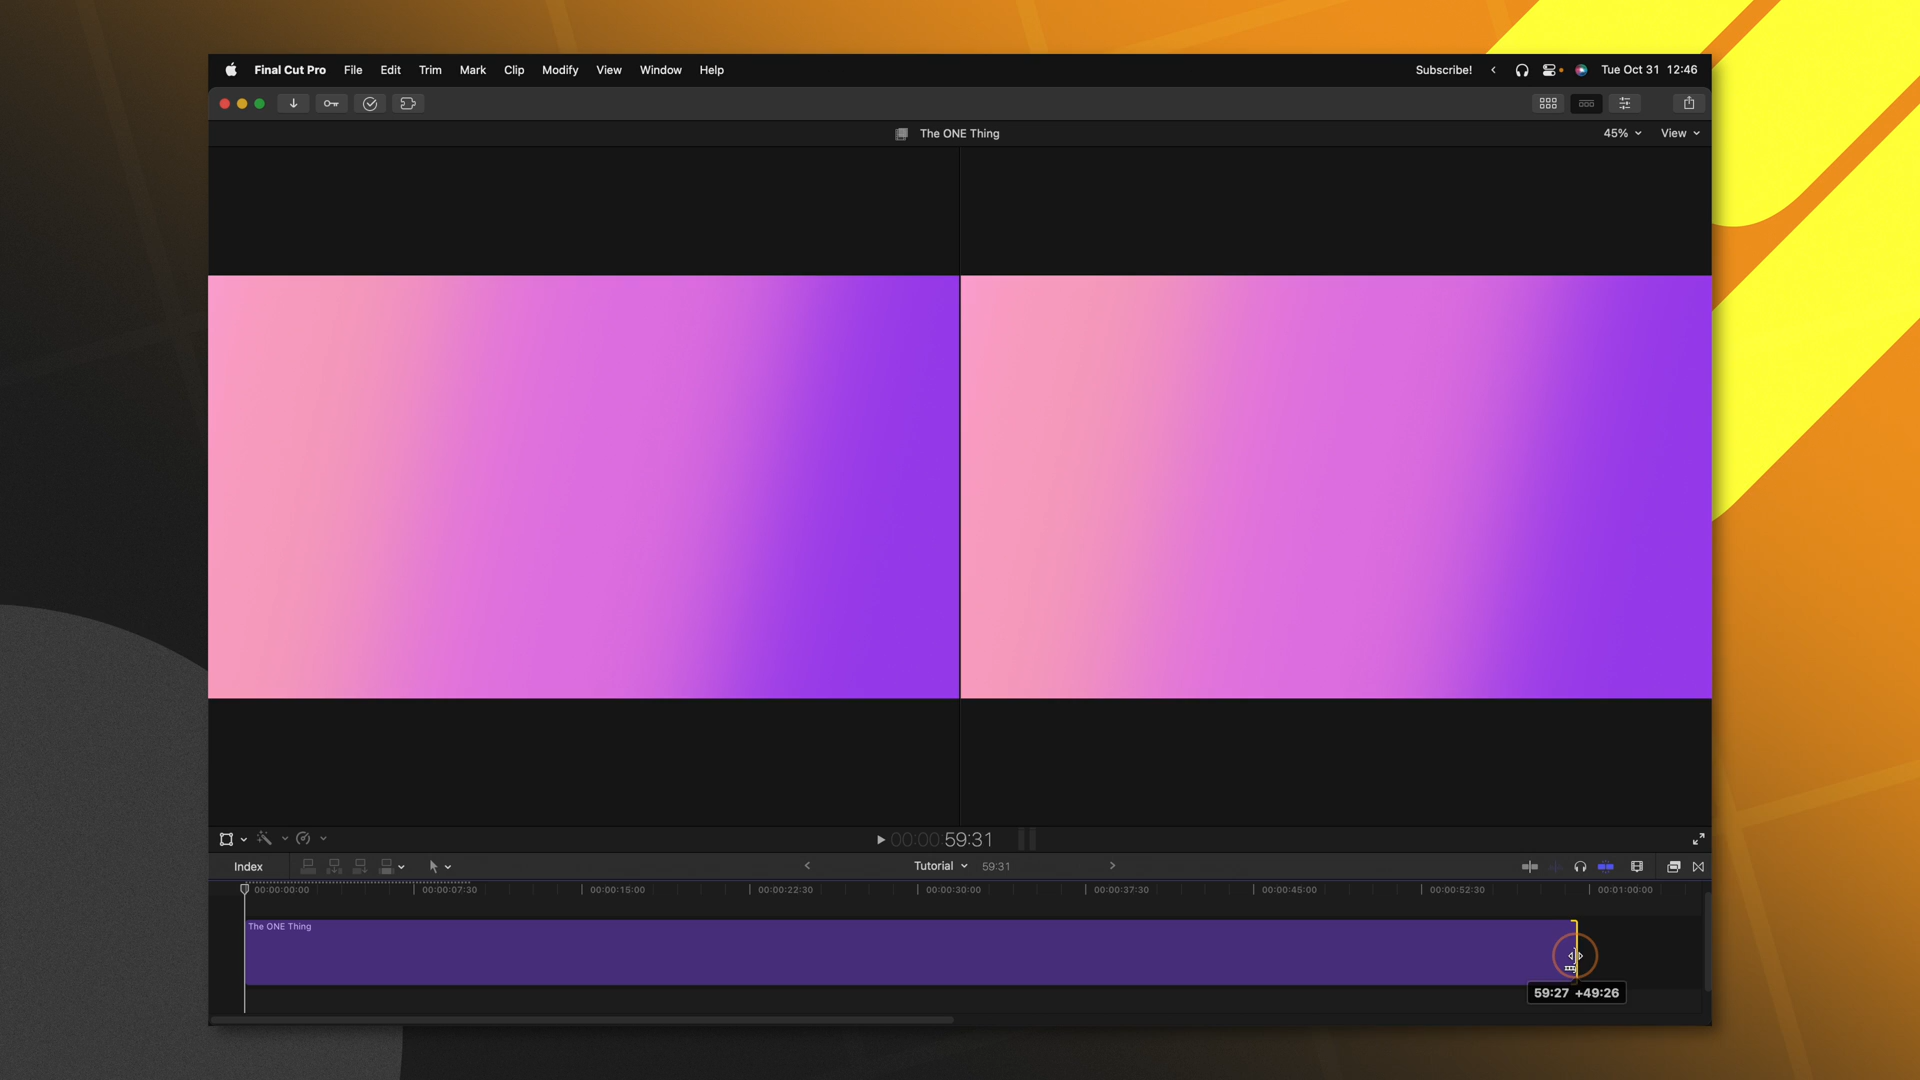 Final Cut Pro File Edit Trim Mark Clip Modify View Window Help Subscribe! Tue Oct 31 12:46
The ONE Thing 45% View
00:00:00:59:31
Index Tutorial 59:31
00:00:00:00 00:00:07:30 00:00:15:00 00:00:22:30 00:00:30:00 00:00:37:30 00:00:45:00 00:00:52:30 00:01:00:00
The ONE Thing
59:27 +49:26